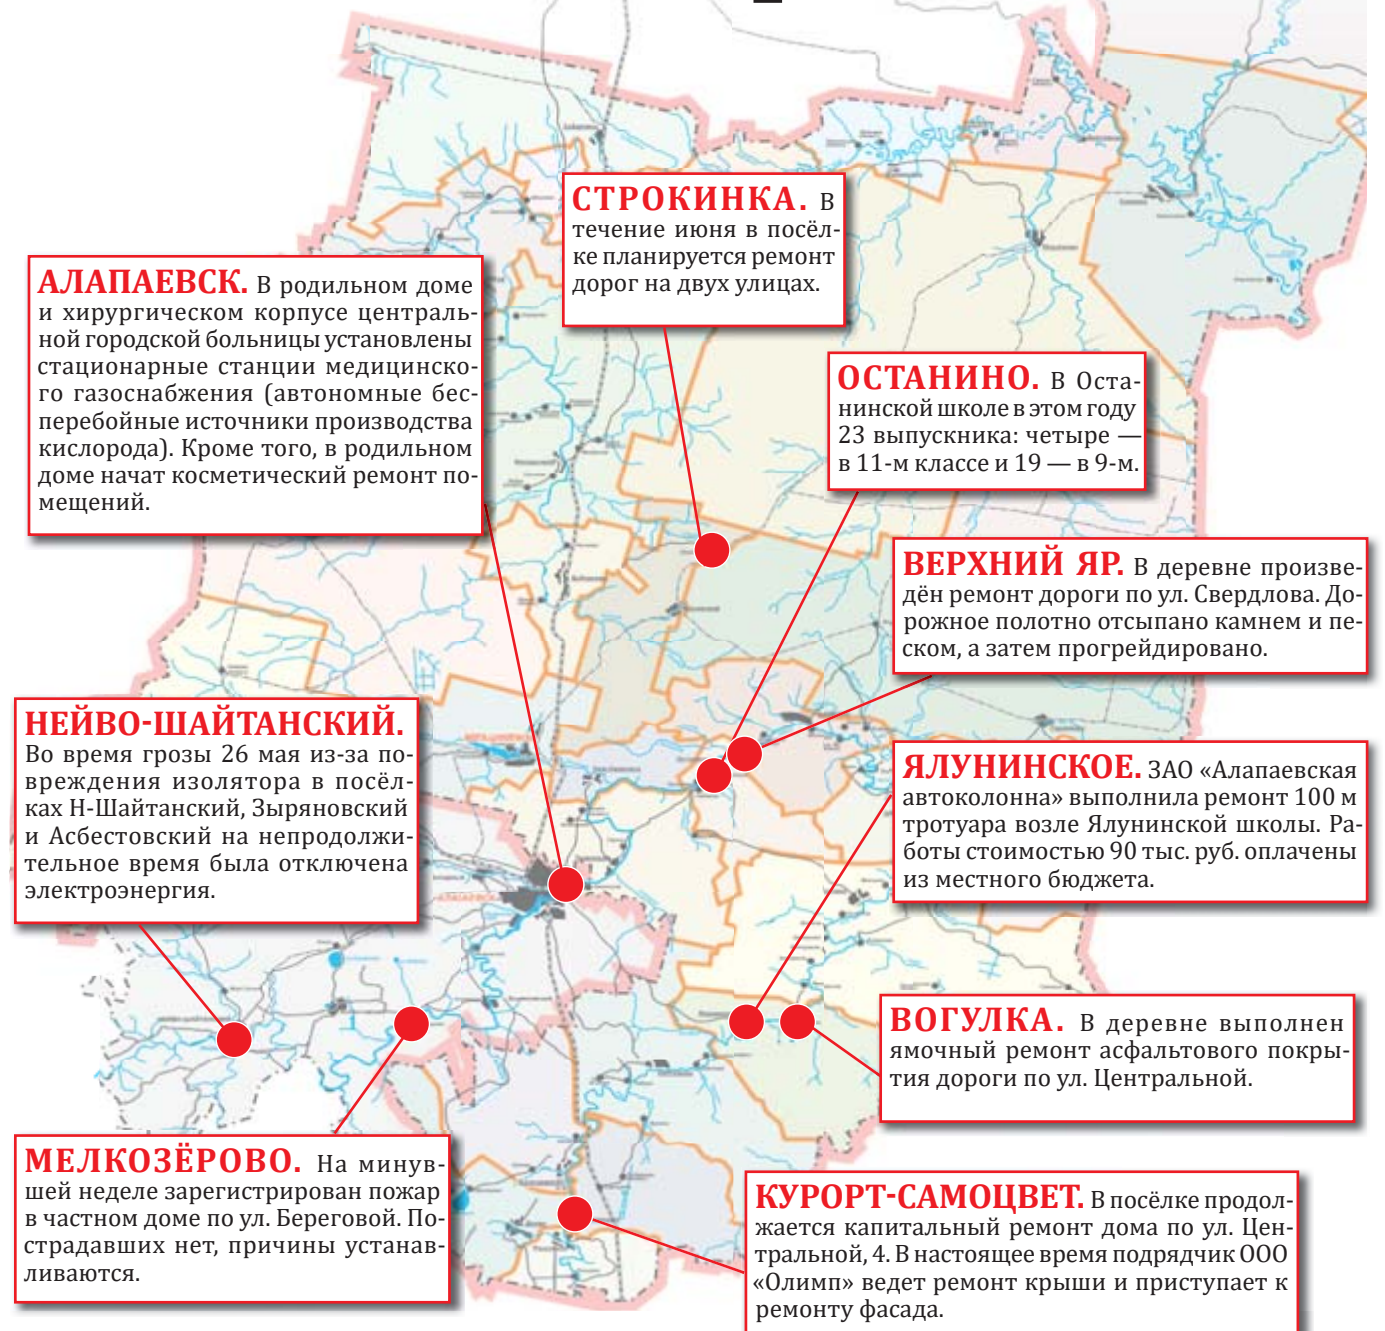 СТРОКИНКА. В
течение июня в посёл-
ке планируется ремонт
дорог на двух улицах.
АЛАПАЕВСК. В родильном доме
и хирургическом корпусе централь-
ной городской больницы установлены
стационарные станции медицинско-
го газоснабжения (автономные бес-
перебойные источники производства
кислорода). Кроме того, в родильном
доме начат косметический ремонт по-
мещений.
ОСТАНИНО. В Оста-
нинской школе в этом году
23 выпускника: четыре —
в 11-м классе и 19 — в 9-м.
ВЕРХНИЙ ЯР. В деревне произве-
дён ремонт дороги по ул. Свердлова. До-
рожное полотно отсыпано камнем и пе-
ском, а затем прогрейдировано.
НЕЙВО-ШАЙТАНСКИЙ.
Во время грозы 26 мая из-за по-
вреждения изолятора в посёл-
ках Н-Шайтанский, Зыряновский
и Асбестовский на непродолжи-
тельное время была отключена
электроэнергия.
ЯЛУНИНСКОЕ. ЗАО «Алапаевская
автоколонна» выполнила ремонт 100 м
тротуара возле Ялунинской школы. Ра-
боты стоимостью 90 тыс. руб. оплачены
из местного бюджета.
ВОГУЛКА. В деревне выполнен
ямочный ремонт асфальтового покры-
тия дороги по ул. Центральной.
МЕЛКОЗЁРОВО. На минув-
шей неделе зарегистрирован пожар
в частном доме по ул. Береговой. По-
страдавших нет, причины устанав-
ливаются.
КУРОРТ-САМОЦВЕТ. В посёлке продол-
жается капитальный ремонт дома по ул. Цен-
тральной, 4. В настоящее время подрядчик ООО
«Олимп» ведет ремонт крыши и приступает к
ремонту фасада.